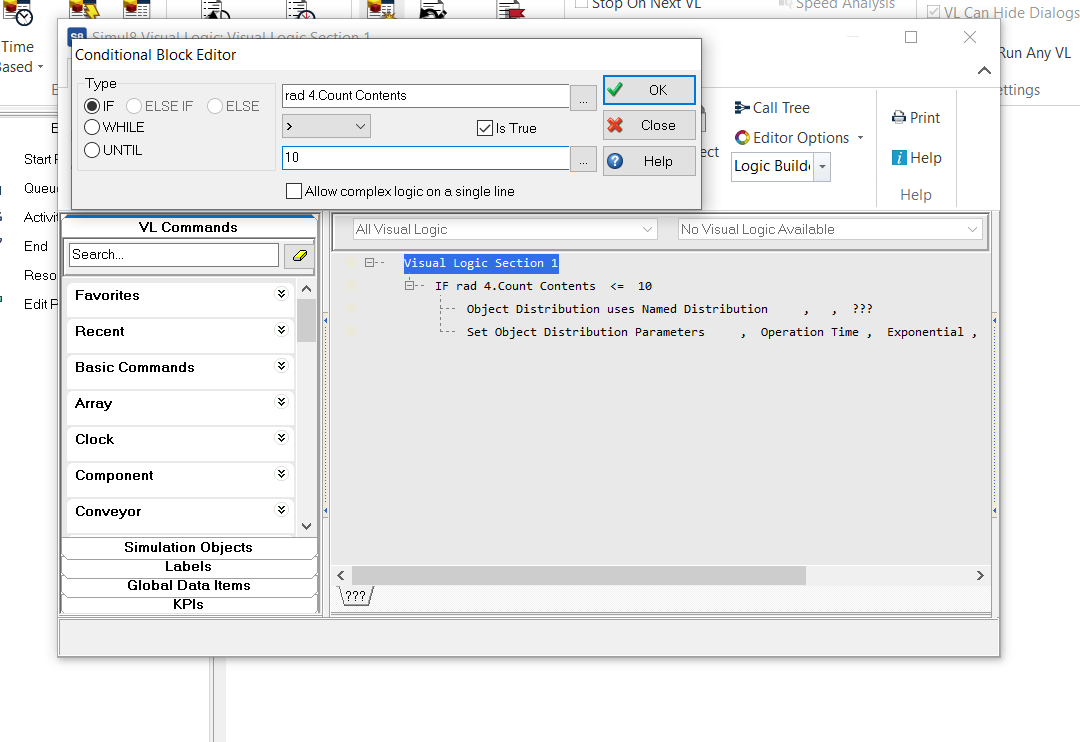 Stop On Next VL
Speed Analysis
VL Can Hide Dialogs
Time
Based
Simul8 Visual Logic: Visual Logic Section 1
Run Any VL
Conditional Block Editor
Type
IF
ELSE IF
ELSE
WHILE
UNTIL
rad 4.Count Contents
...
OK
>
Is True
Close
10
...
Help
Allow complex logic on a single line
Call Tree
Editor Options
Logic Build
Print
Help
Help
Start
Queu
Activi
End
Reso
Edit P
VL Commands
Search...
Favorites
Recent
Basic Commands
Array
Clock
Component
Conveyor
Simulation Objects
Labels
Global Data Items
KPIs
All Visual Logic
No Visual Logic Available
Visual Logic Section 1
IF rad 4.Count Contents <= 10
Object Distribution uses Named Distribution , , ???
Set Object Distribution Parameters , Operation Time , Exponential ,
???